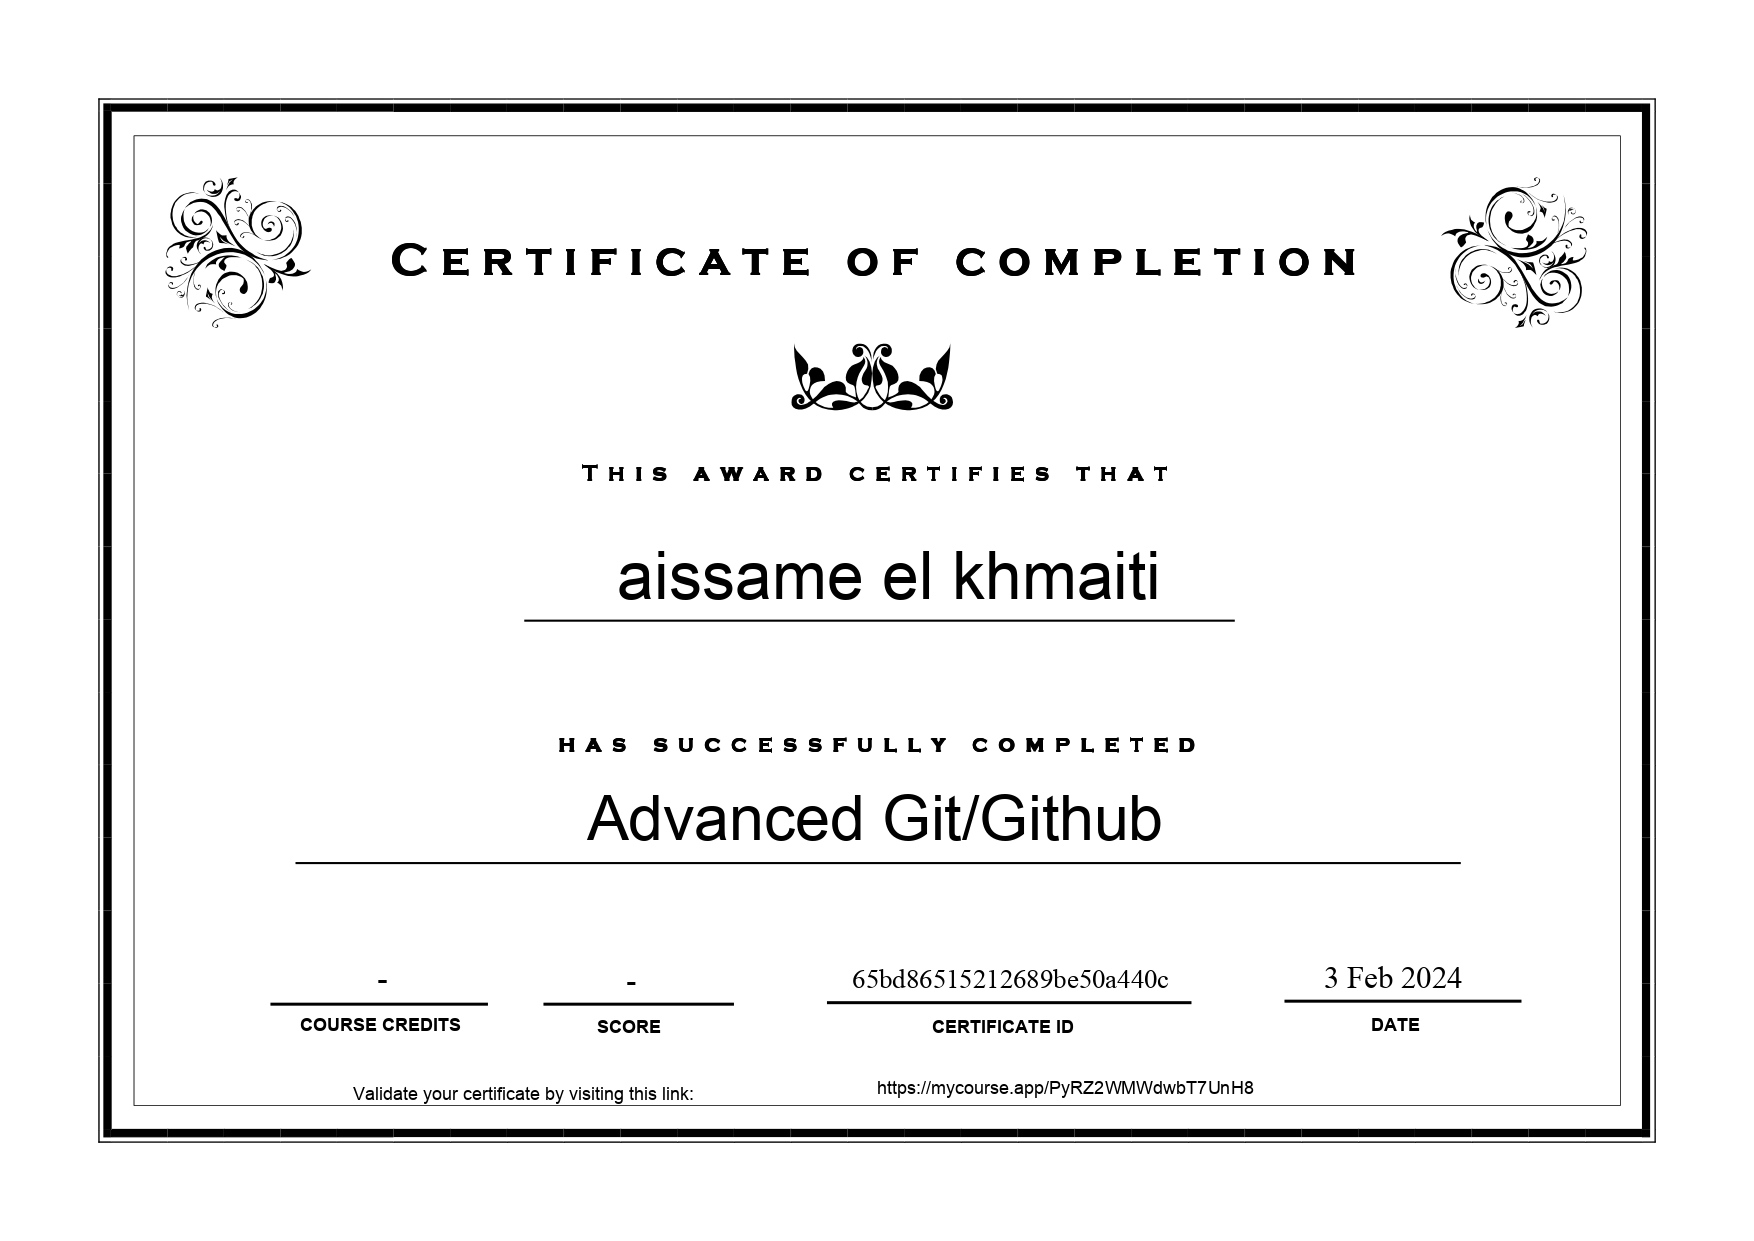 Certificate of completion
This award certifies that
aissame el khmaiti
has successfully completed
Advanced Git/Github
- - 65bd86515212689be50a440c 3 Feb 2024
COURSE CREDITS SCORE CERTIFICATE ID DATE
Validate your certificate by visiting this link: https://mycourse.app/PyRZ2WMWdwbT7UnH8